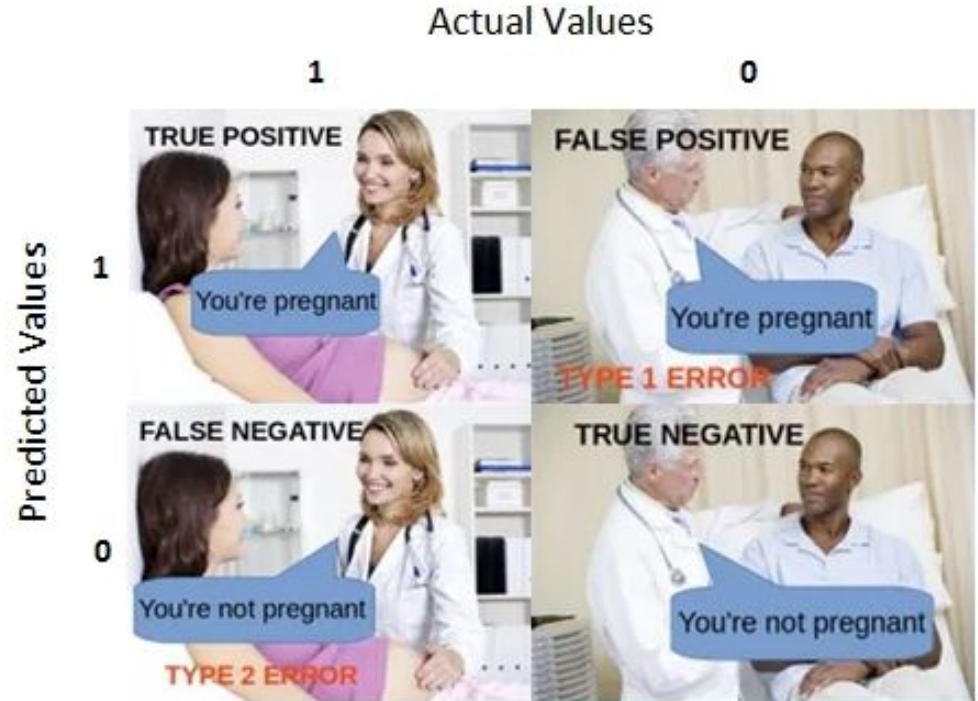 Actual Values
1
0
Predicted Values
1
TRUE POSITIVE
You're pregnant
FALSE POSITIVE
You're pregnant
TYPE 1 ERROR
0
FALSE NEGATIVE
You're not pregnant
TYPE 2 ERROR
TRUE NEGATIVE
You're not pregnant